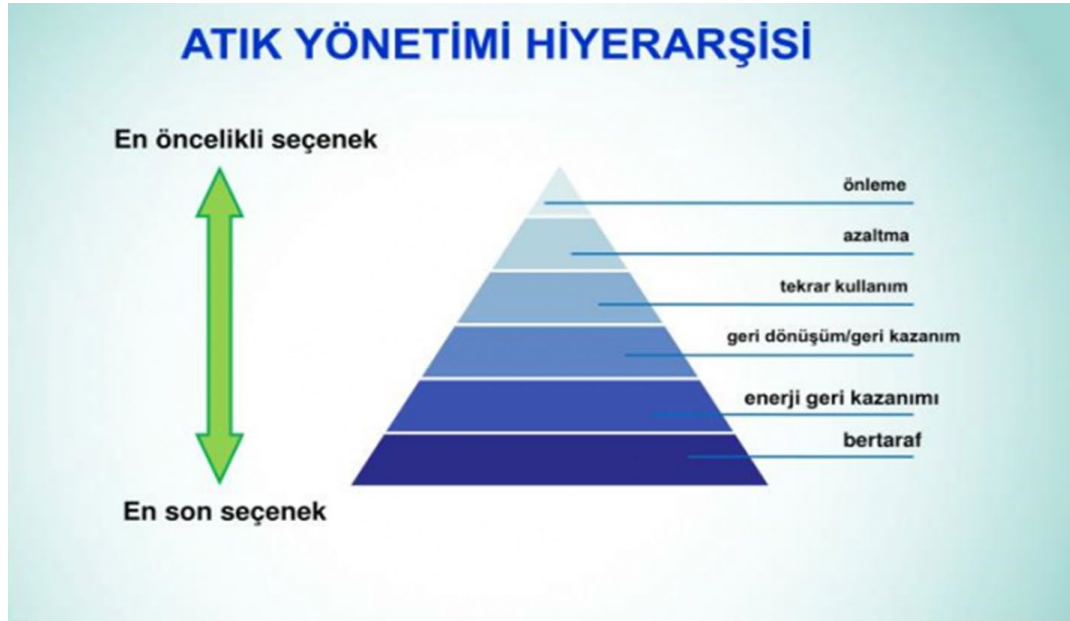 ATIK YÖNETİMİ HİYERARŞİSİ
En öncelikli seçenek
önleme
azaltma
tekrar kullanım
geri dönüşüm/geri kazanım
enerji geri kazanımı
bertaraf
En son seçenek